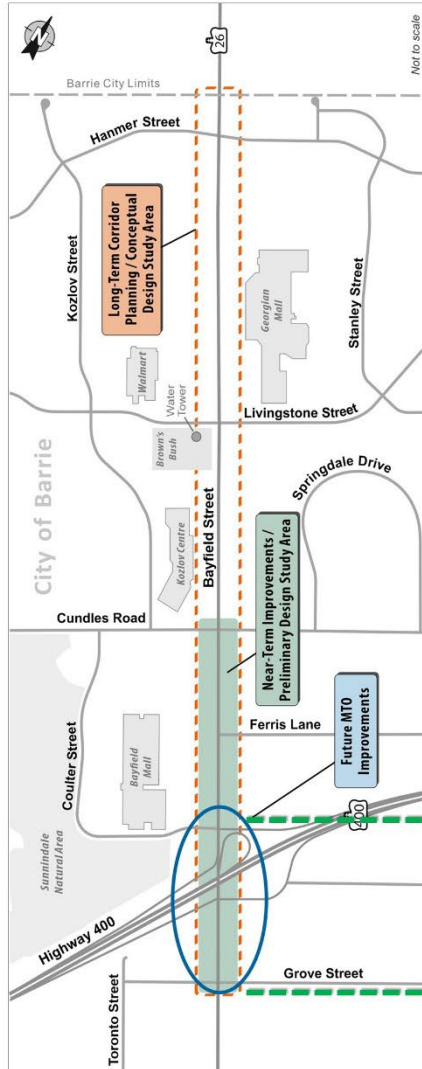 N
26
Not to scale
Barrie City Limits
Hanmer Street
Kozlov Street
Long-Term Corridor
Planning / Conceptual
Design Study Area
Georgian
Mall
Stanley Street
Walmart
Water
Tower
Livingstone Street
Brown's
Bush
City of Barrie
Springdale Drive
Bayfield Street
Kozlov Centre
Cundles Road
Near-Term Improvements /
Preliminary Design Study Area
Ferris Lane
Future MTO
Improvements
Coulter Street
Bayfield
Mall
Sunnindale
Natural Area
400
Highway 400
Grove Street
Toronto Street